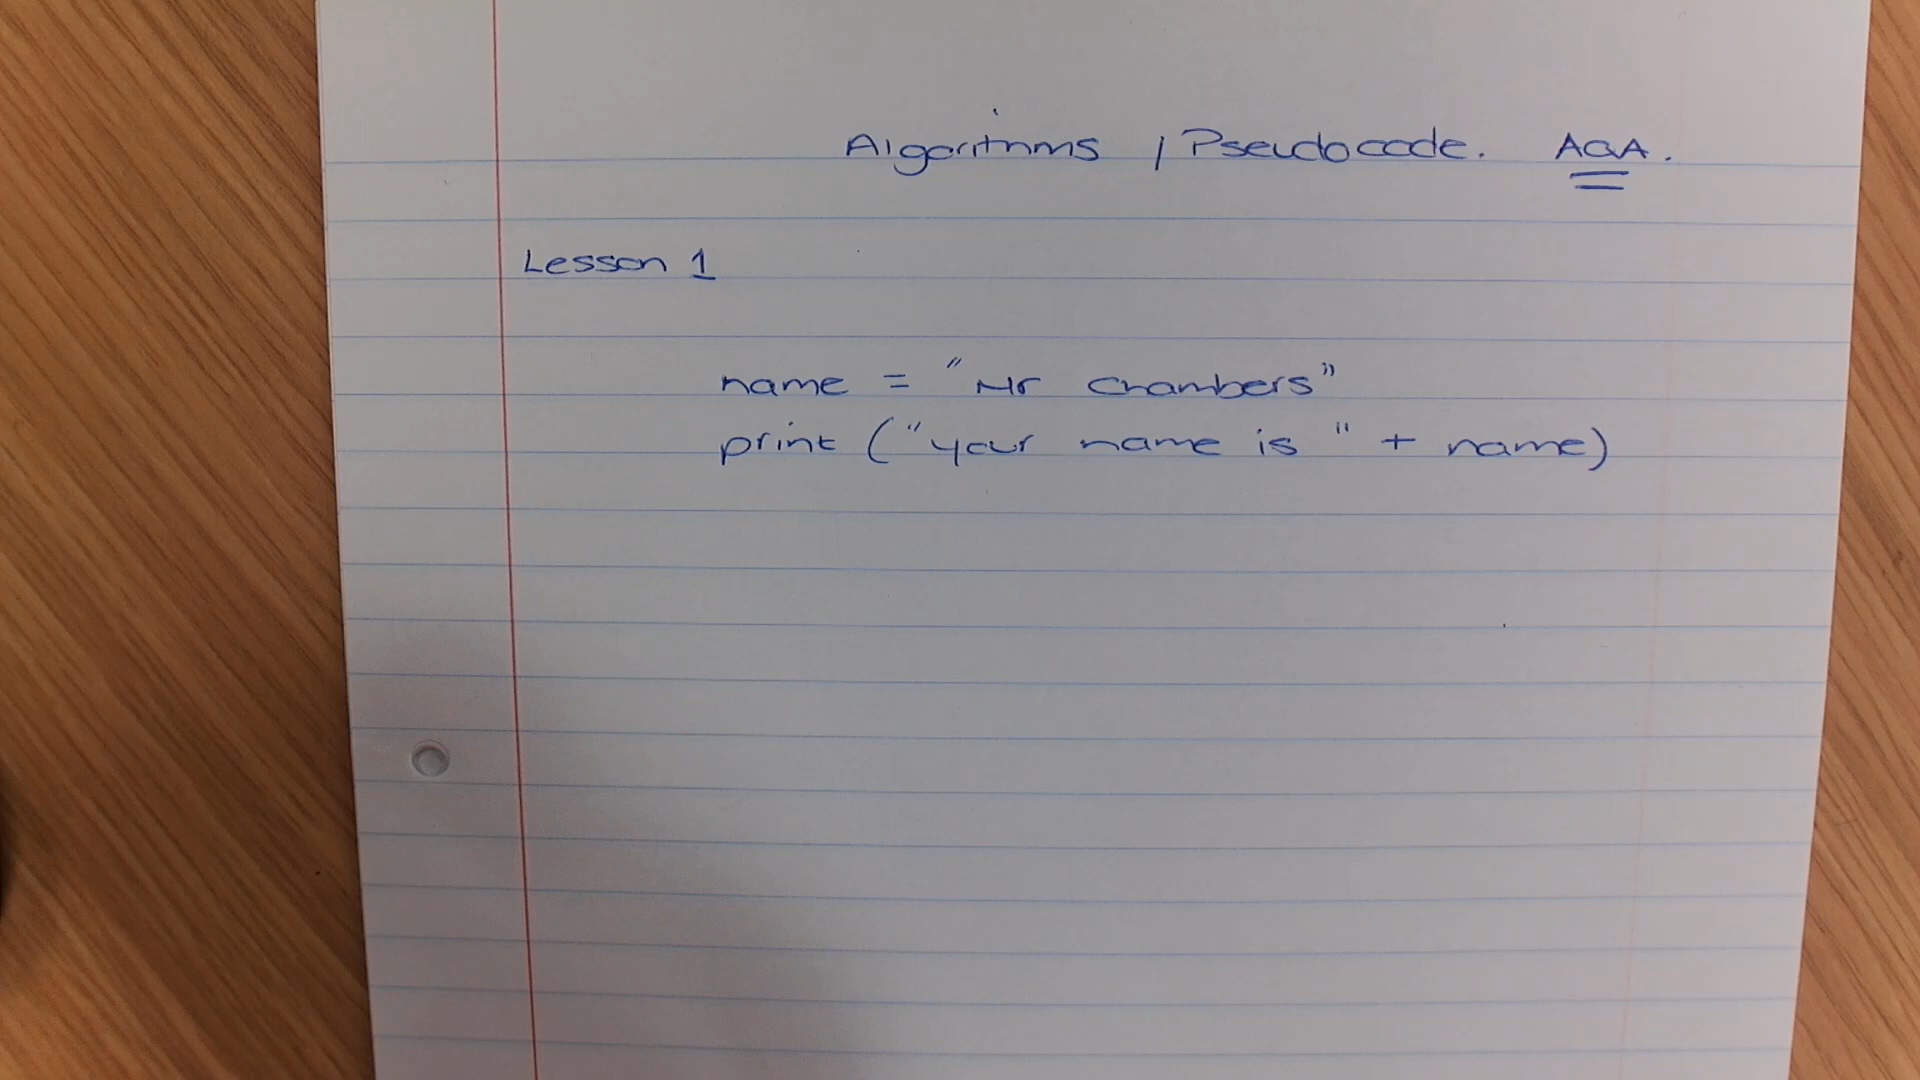 Algorithms / Pseudocode. AQA.
Lesson 1
name = "Mr Chambers"
print ("your name is " + name)